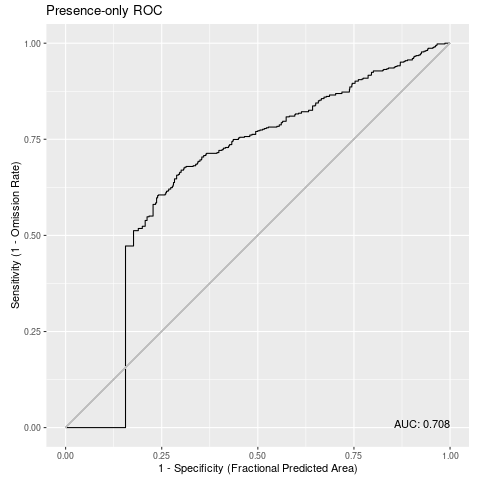 Presence-only ROC
Sensitivity (1 - Omission Rate)
1.00
0.75
0.50
0.25
0.00
AUC: 0.708
0.00 0.25 0.50 0.75 1.00
1 - Specificity (Fractional Predicted Area)